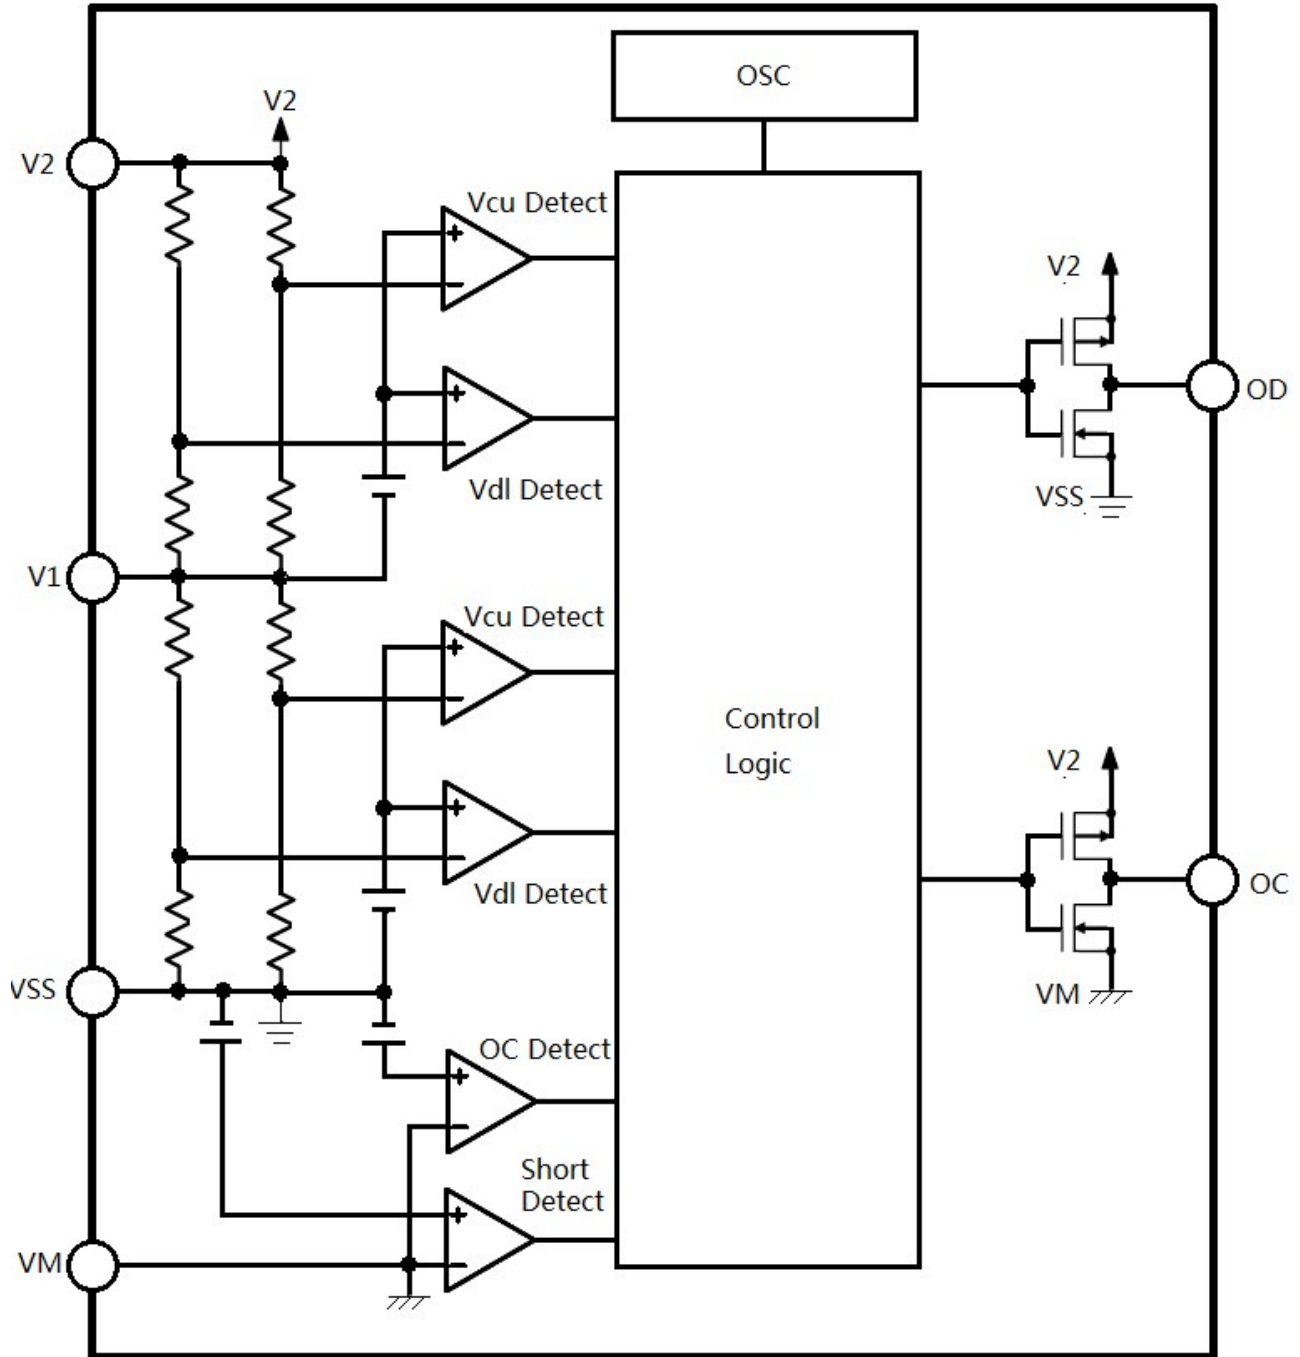 OSC
V2
V2
Vcu Detect
V2
OD
Vdl Detect
VSS
V1
Vcu Detect
Control
Logic
V2
Vdl Detect
OC
VSS
VM
OC Detect
Short
Detect
VM